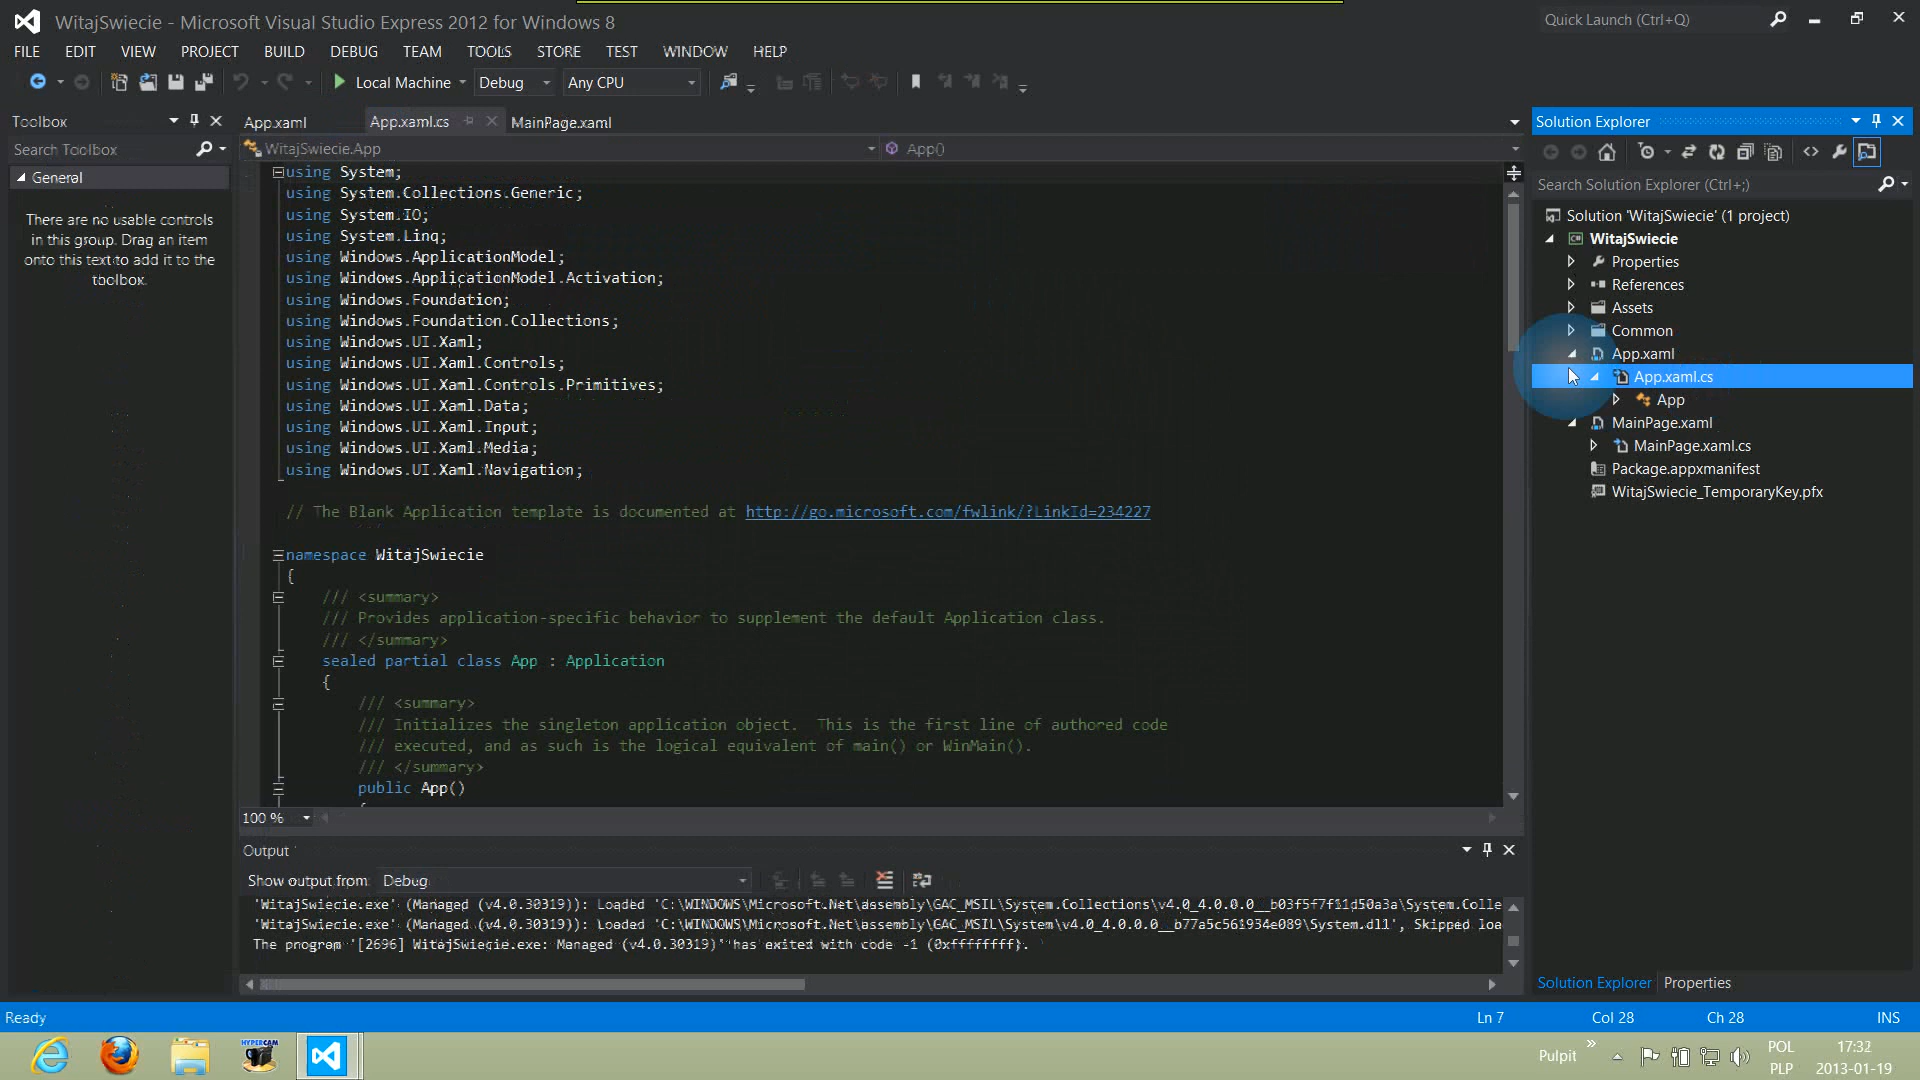 WitajSwiecie - Microsoft Visual Studio Express 2012 for Windows 8
Quick Launch (Ctrl+Q)
FILE EDIT VIEW PROJECT BUILD DEBUG TEAM TOOLS STORE TEST WINDOW HELP
Local Machine Debug Any CPU
Toolbox
Search Toolbox
General
There are no usable controls
in this group. Drag an item
onto this text to add it to the
toolbox.
App.xaml App.xaml.cs MainPage.xaml
WitajSwiecie.App App()
using System;
using System.Collections.Generic;
using System.IO;
using System.Linq;
using Windows.ApplicationModel;
using Windows.ApplicationModel.Activation;
using Windows.Foundation;
using Windows.Foundation.Collections;
using Windows.UI.Xaml;
using Windows.UI.Xaml.Controls;
using Windows.UI.Xaml.Controls.Primitives;
using Windows.UI.Xaml.Data;
using Windows.UI.Xaml.Input;
using Windows.UI.Xaml.Media;
using Windows.UI.Xaml.Navigation;
// The Blank Application template is documented at http://go.microsoft.com/fwlink/?LinkId=234227
namespace WitajSwiecie
{
/// <summary>
/// Provides application-specific behavior to supplement the default Application class.
/// </summary>
sealed partial class App : Application
{
/// <summary>
/// Initializes the singleton application object.  This is the first line of authored code
/// executed, and as such is the logical equivalent of main() or WinMain().
/// </summary>
public App()
{
100 %
Output
Show output from: Debug
'WitajSwiecie.exe' (Managed (v4.0.30319)): Loaded 'C:\WINDOWS\Microsoft.Net\assembly\GAC_MSIL\System.Collections\v4.0_4.0.0.0__b03f5f7f11d50a3a\System.Colle
'WitajSwiecie.exe' (Managed (v4.0.30319)): Loaded 'C:\WINDOWS\Microsoft.Net\assembly\GAC_MSIL\System\v4.0_4.0.0.0__b77a5c561934e089\System.dll', Skipped loa
The program '[2696] WitajSwiecie.exe: Managed (v4.0.30319)' has exited with code -1 (0xffffffff).
Solution Explorer
Search Solution Explorer (Ctrl+;)
Solution 'WitajSwiecie' (1 project)
WitajSwiecie
Properties
References
Assets
Common
App.xaml
App.xaml.cs
App
MainPage.xaml
MainPage.xaml.cs
Package.appxmanifest
WitajSwiecie_TemporaryKey.pfx
Solution Explorer Properties
Ready Ln 7 Col 28 Ch 28 INS
HYPERCAM
Pulpit »
POL
PLP
17:32
2013-01-19